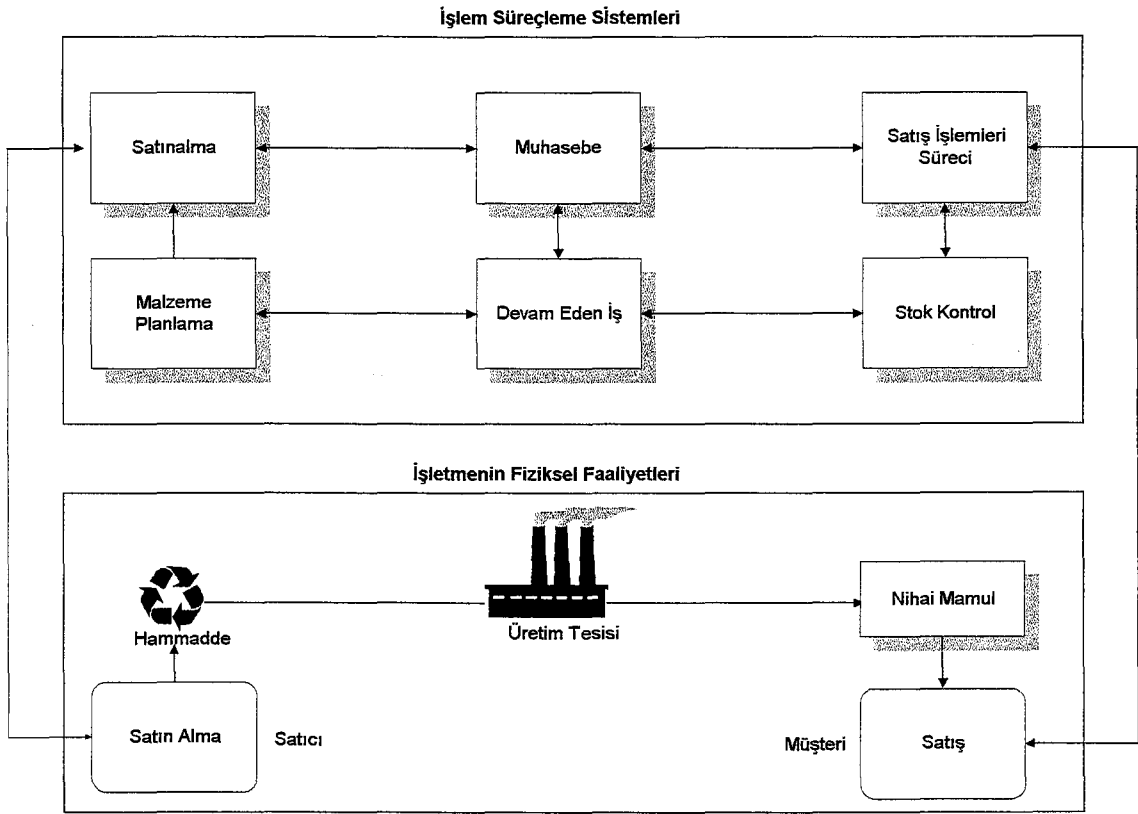 İşlem Süreçleme Sistemleri
Satınalma
Muhasebe
Satış İşlemleri
Süreci
Malzeme
Planlama
Devam Eden İş
Stok Kontrol
İşletmenin Fiziksel Faaliyetleri
Hammadde
Üretim Tesisi
Nihai Mamul
Satın Alma
Satıcı
Müşteri
Satış